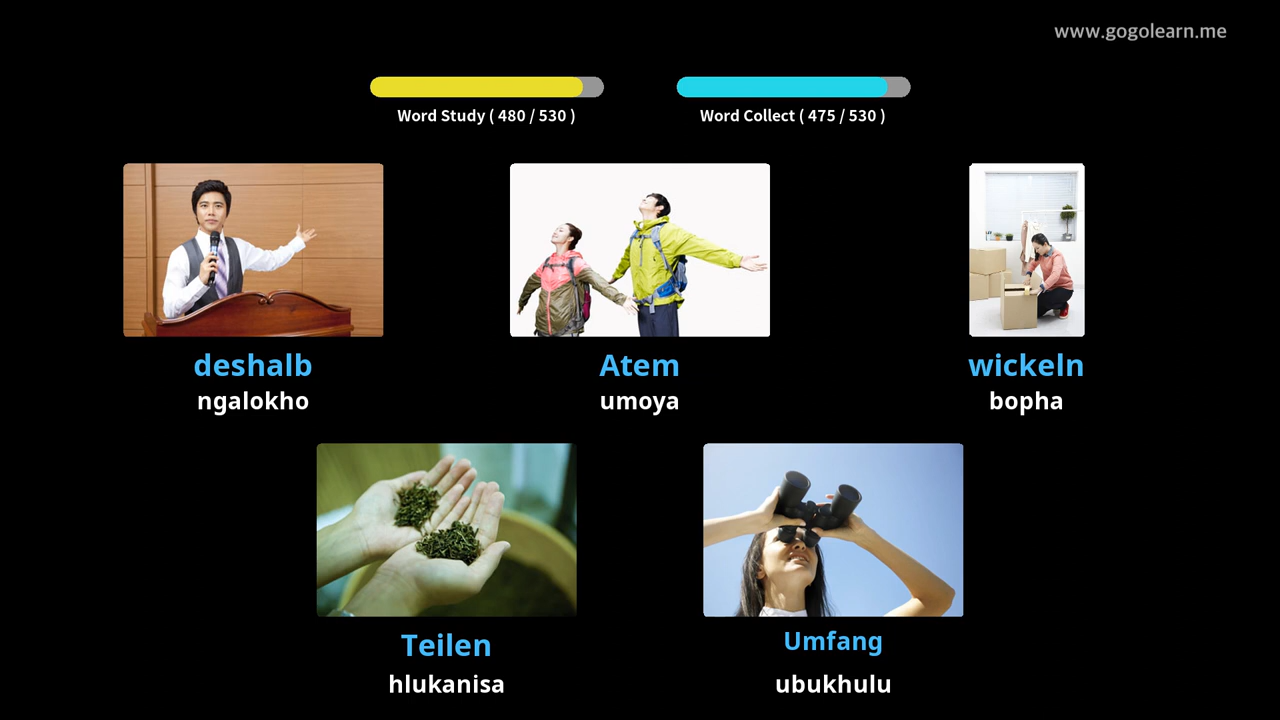 www.gogolearn.me
Word Study ( 480 / 530 )
Word Collect ( 475 / 530 )
deshalb
ngalokho
Atem
umoya
wickeln
bopha
Teilen
hlukanisa
Umfang
ubukhulu